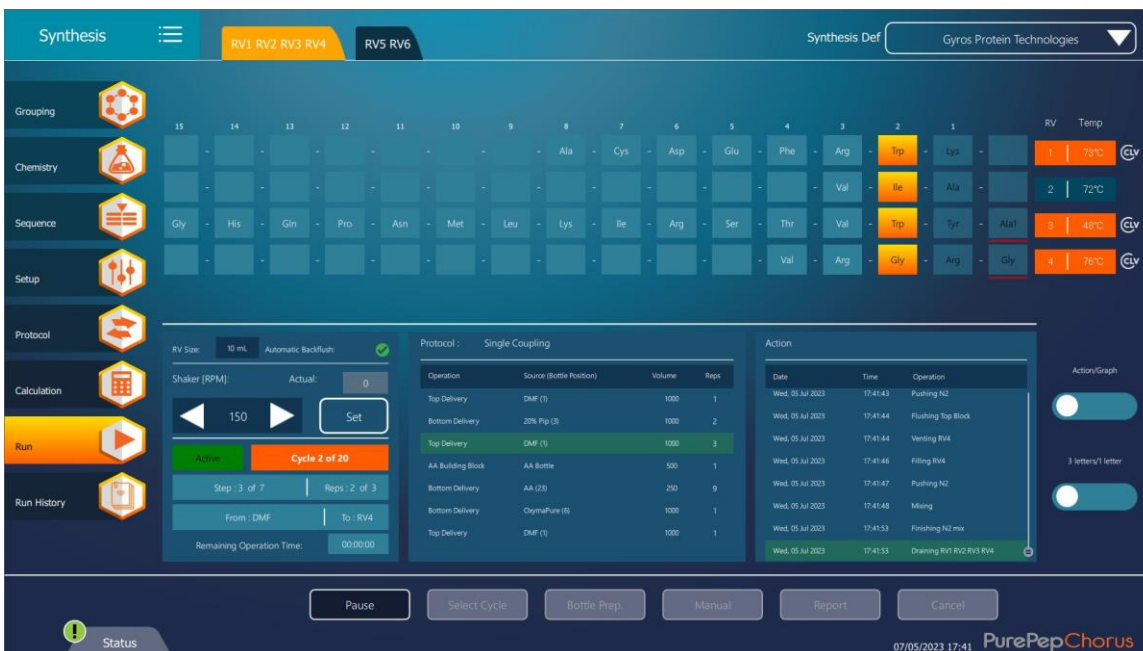 Synthesis
RV1 RV2 RV3 RV4
RV5 RV6
Synthesis Def
Gyros Protein Technologies
Grouping
Chemistry
Sequence
Setup
Protocol
Calculation
Run
Run History
15 14 13 12 11 10 9 8 7 6 5 4 3 2 1 RV Temp
- - - - - - - Ala - Cys - Asp - Glu - Phe - Arg - Trp - Lys - 1 | 73°C CLV
- - - - - - - - - - - - Val - Ile - Ala - 2 | 72°C
Gly - His - Gln - Pro - Asn - Met - Leu - Lys - Ile - Arg - Ser - Thr - Val - Trp - Tyr - Ala1 3 | 48°C CLV
- - - - - - - - - - - Val - Arg - Gly - Arg - Gly 4 | 76°C CLV
RV Size: 10 mL Automatic Backflush:
Shaker [RPM]: Actual: 0
150 Set
Active Cycle 2 of 20
Step : 3 of 7 | Reps : 2 of 3
From : DMF | To : RV4
Remaining Operation Time: 00:00:00
Protocol : Single Coupling
Operation Source (Bottle Position) Volume Reps
Top Delivery DMF (1) 1000 1
Bottom Delivery 20% Pip (3) 1000 2
Top Delivery DMF (1) 1000 3
AA Building Block AA Bottle 500 1
Bottom Delivery AA (23) 250 9
Bottom Delivery OxymaPure (6) 1000 1
Top Delivery DMF (1) 1000 1
Action
Date Time Operation
Wed, 05 Jul 2023 17:41:43 Pushing N2
Wed, 05 Jul 2023 17:41:44 Flushing Top Block
Wed, 05 Jul 2023 17:41:44 Venting RV4
Wed, 05 Jul 2023 17:41:46 Filling RV4
Wed, 05 Jul 2023 17:41:47 Pushing N2
Wed, 05 Jul 2023 17:41:48 Mixing
Wed, 05 Jul 2023 17:41:53 Finishing N2 mix
Wed, 05 Jul 2023 17:41:53 Draining RV1 RV2 RV3 RV4
Action/Graph
3 letters/1 letter
Pause
Select Cycle
Bottle Prep.
Manual
Report
Cancel
! Status
07/05/2023 17:41 PurePepChorus